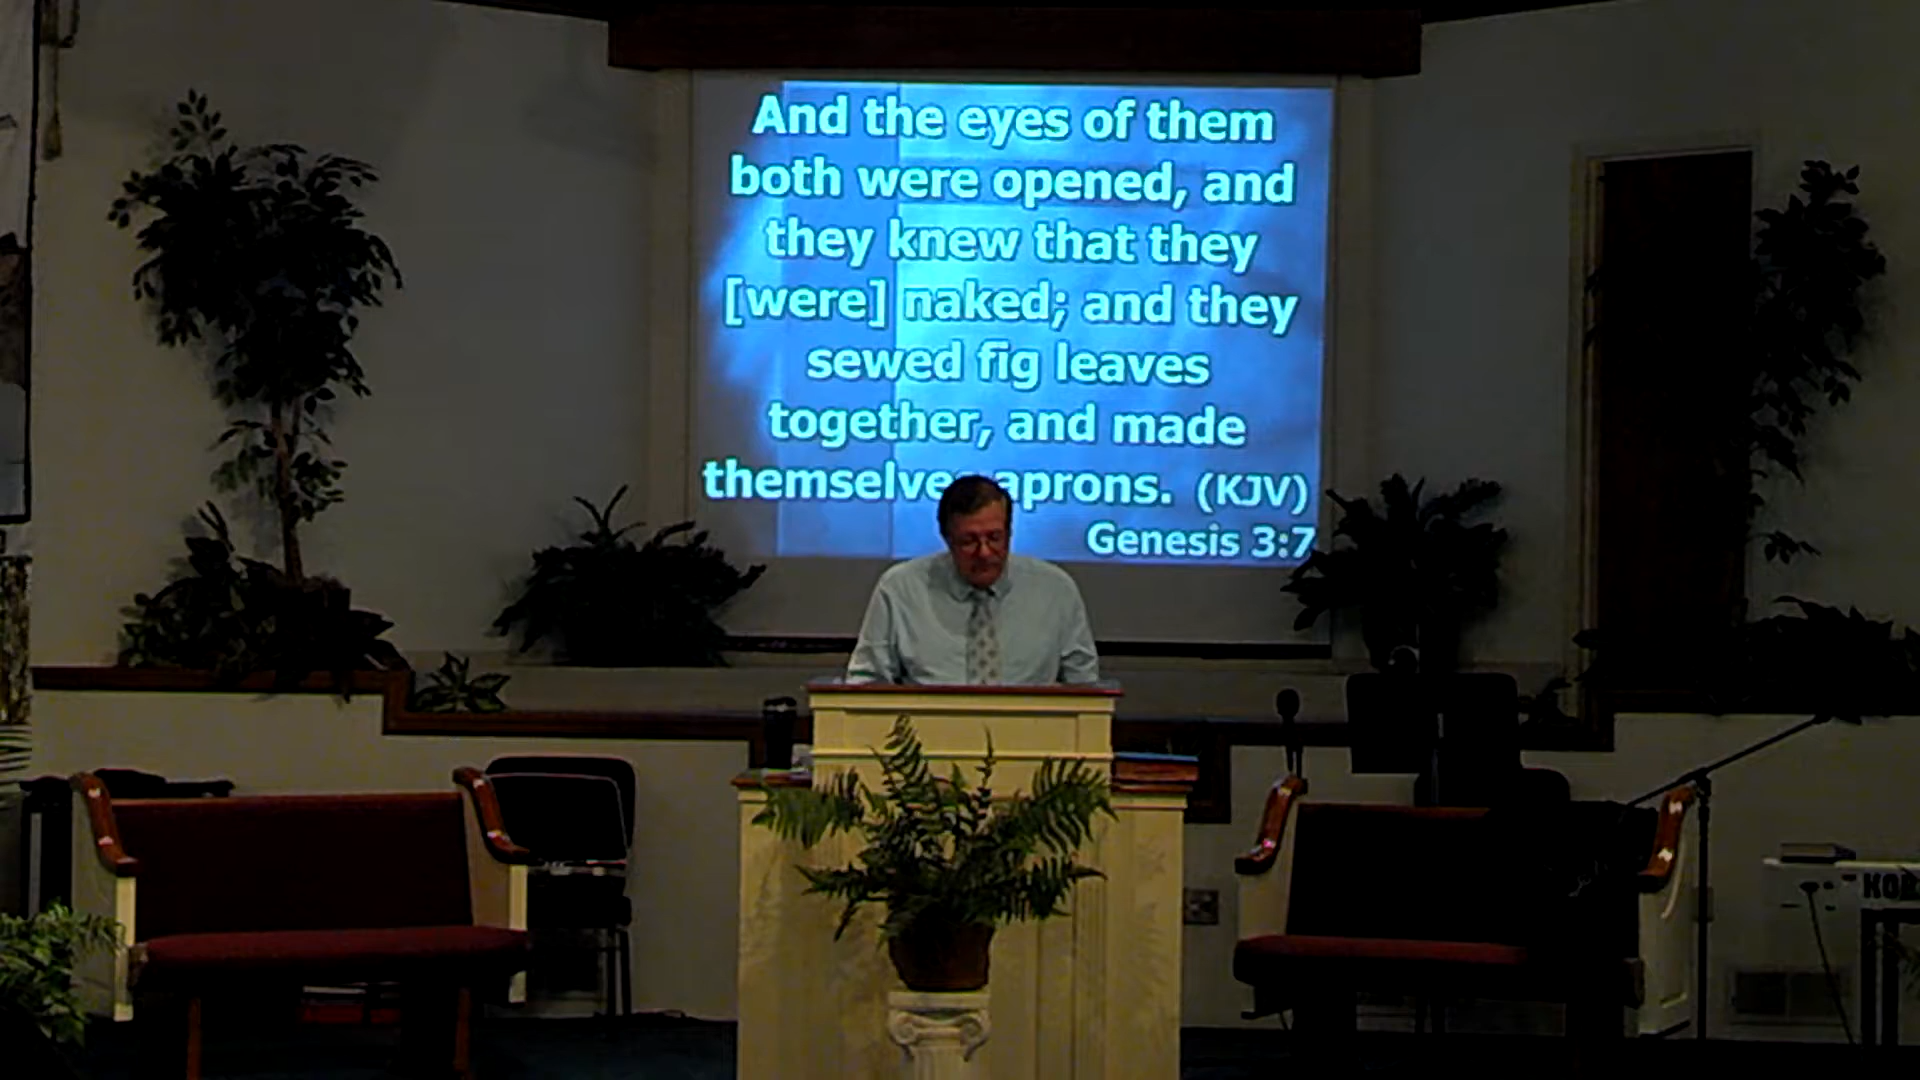 And the eyes of them
both were opened, and
they knew that they
[were] naked; and they
sewed fig leaves
together, and made
aprons. (KJV)
Genesis 3:7